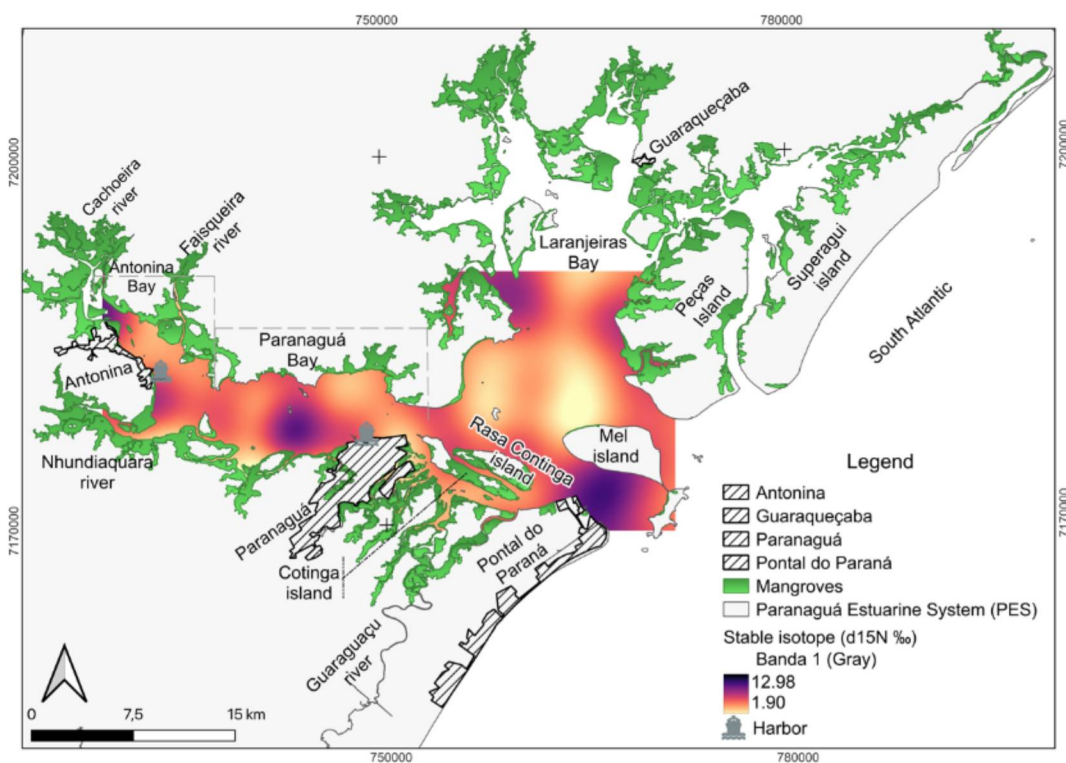 750000
780000
7200000
7200000
Guaraqueçaba
Cachoeira
river
Faisqueira
river
Antonina
Bay
Laranjeiras
Bay
Superagui
island
Peças
Island
South Atlantic
Paranaguá
Bay
Antonina
Rasa Continga
island
Mel
island
Nhundiaquara
river
Paranaguá
Cotinga
island
Pontal do
Paraná
Guaraguaçu
river
7170000
7170000
Legend
Antonina
Guaraqueçaba
Paranaguá
Pontal do Paraná
Mangroves
Paranaguá Estuarine System (PES)
Stable isotope (d15N ‰)
Banda 1 (Gray)
12.98
1.90
Harbor
0 7,5 15 km
750000
780000